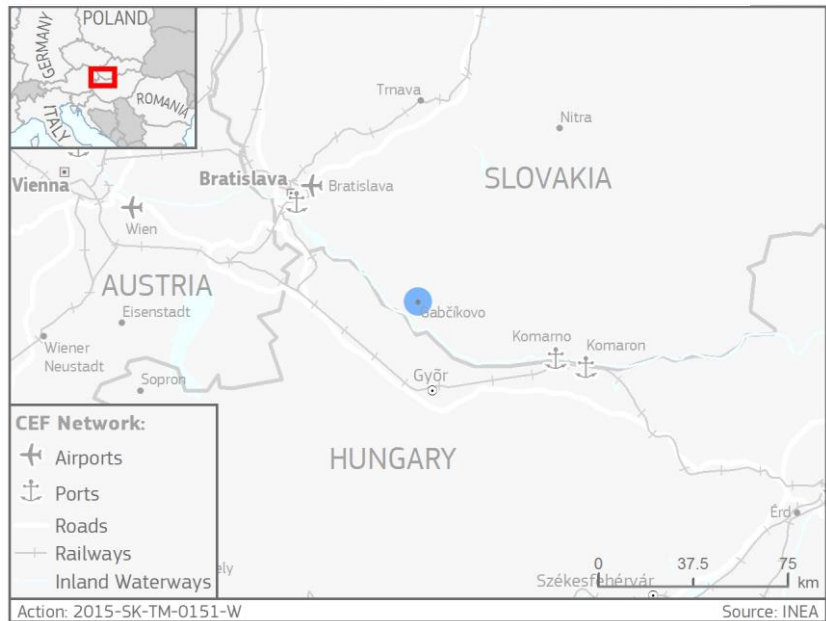 POLAND
GERMANY
ROMANIA
ITALY
Trnava
Nitra
Vienna
Bratislava
Bratislava
SLOVAKIA
Wien
AUSTRIA
Eisenstadt
Gabčíkovo
Wiener
Neustadt
Komarno
Komaron
Sopron
Győr
CEF Network:
Airports
Ports
Roads
Railways
Inland Waterways
HUNGARY
Érd
0 37.5 75
km
Székesfehérvár
ely
Action: 2015-SK-TM-0151-W
Source: INEA